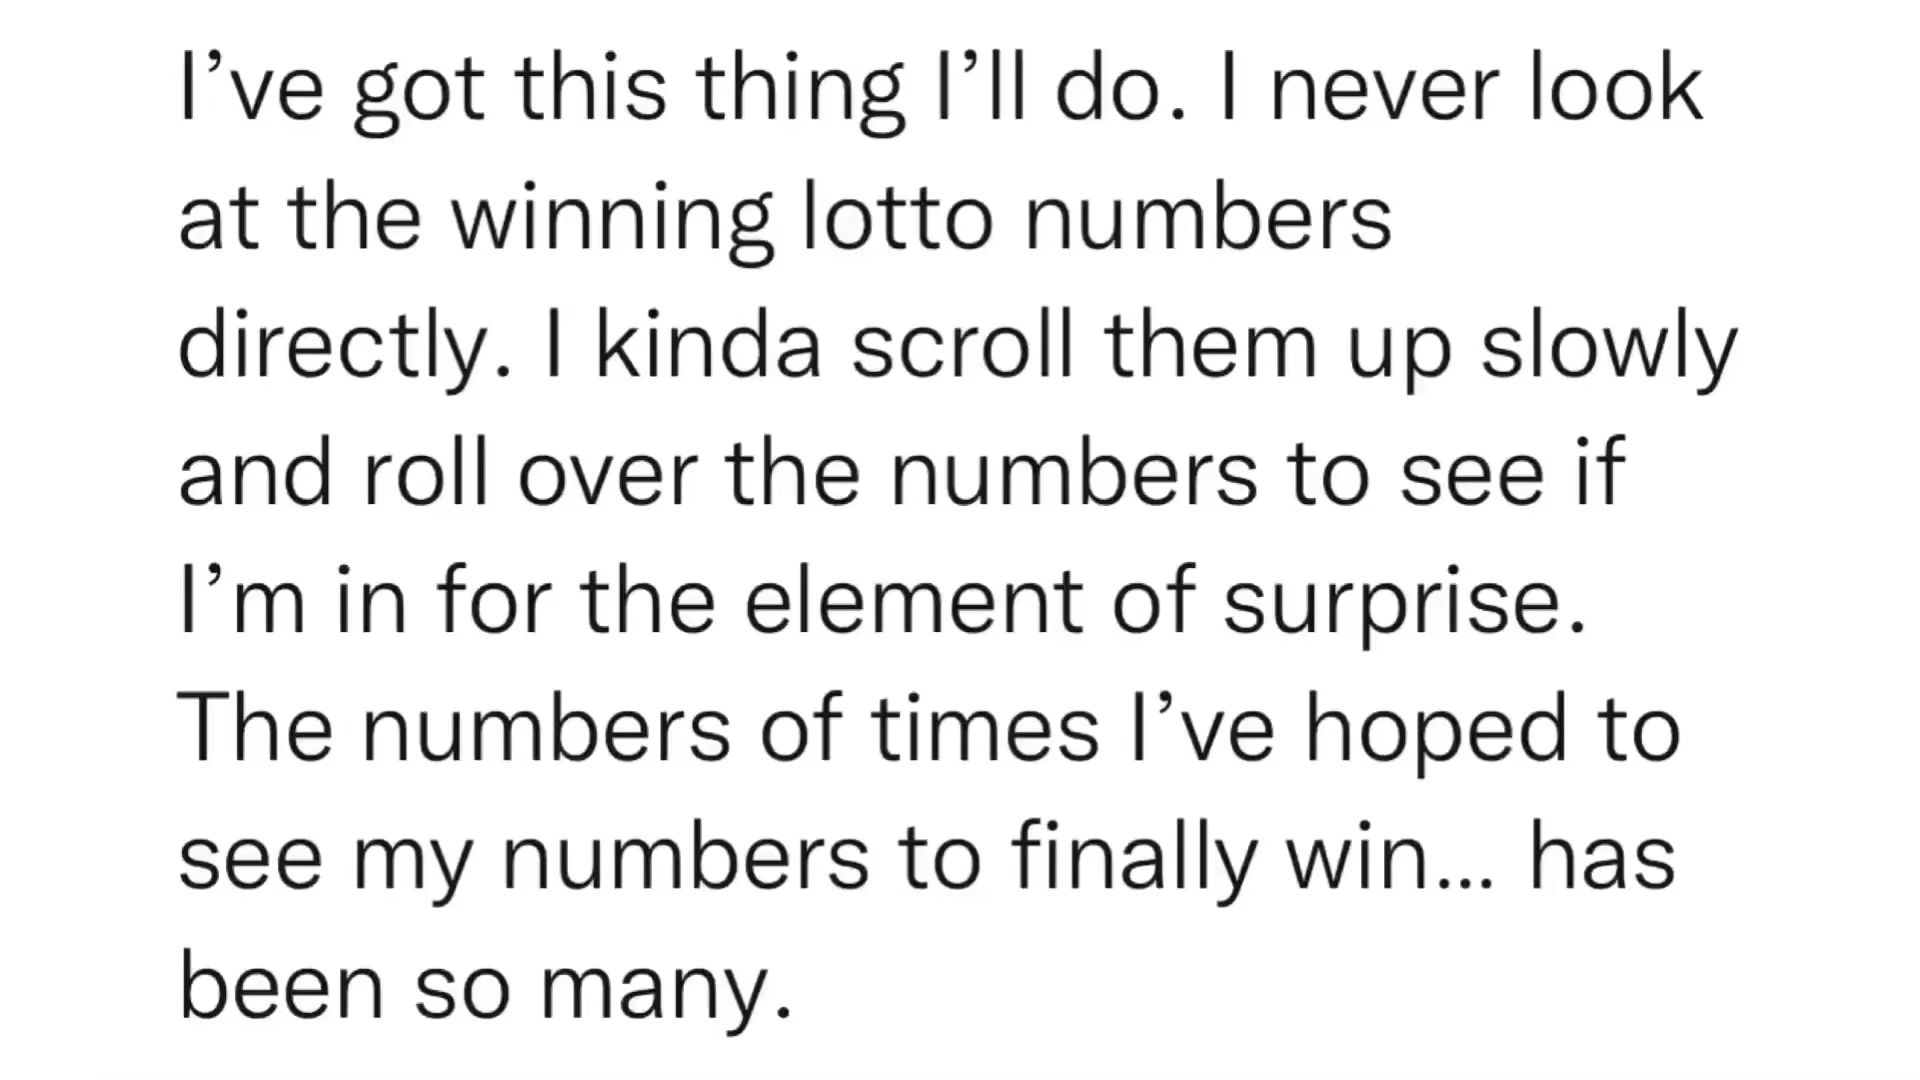 I’ve got this thing I’ll do. I never look
at the winning lotto numbers
directly. I kinda scroll them up slowly
and roll over the numbers to see if
I’m in for the element of surprise.
The numbers of times I’ve hoped to
see my numbers to finally win... has
been so many.